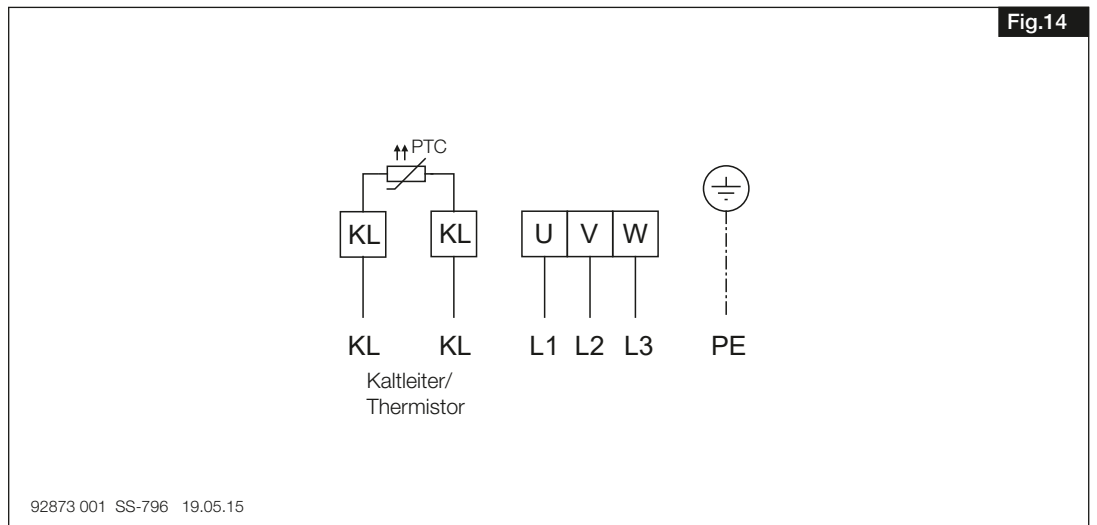 Fig.14
PTC
KL KL U V W
KL KL L1 L2 L3 PE
Kaltleiter/
Thermistor
92873 001 SS-796 19.05.15